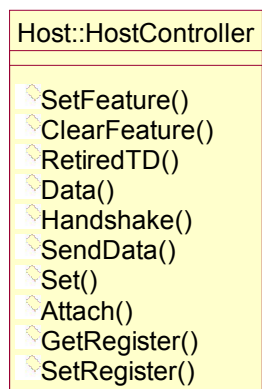 Host::HostController
SetFeature()
ClearFeature()
RetiredTD()
Data()
Handshake()
SendData()
Set()
Attach()
GetRegister()
SetRegister()